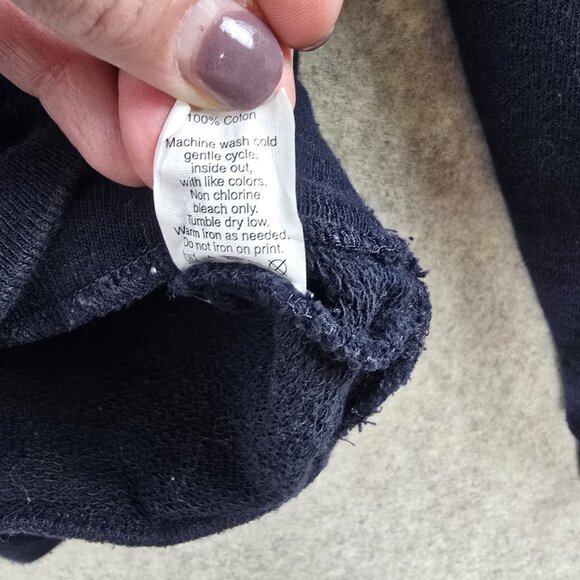 100% Coton
Machine wash cold
gentle cycle,
inside out,
with like colors.
Non chlorine
bleach only.
Tumble dry low.
Warm iron as needed.
Do not iron on print.